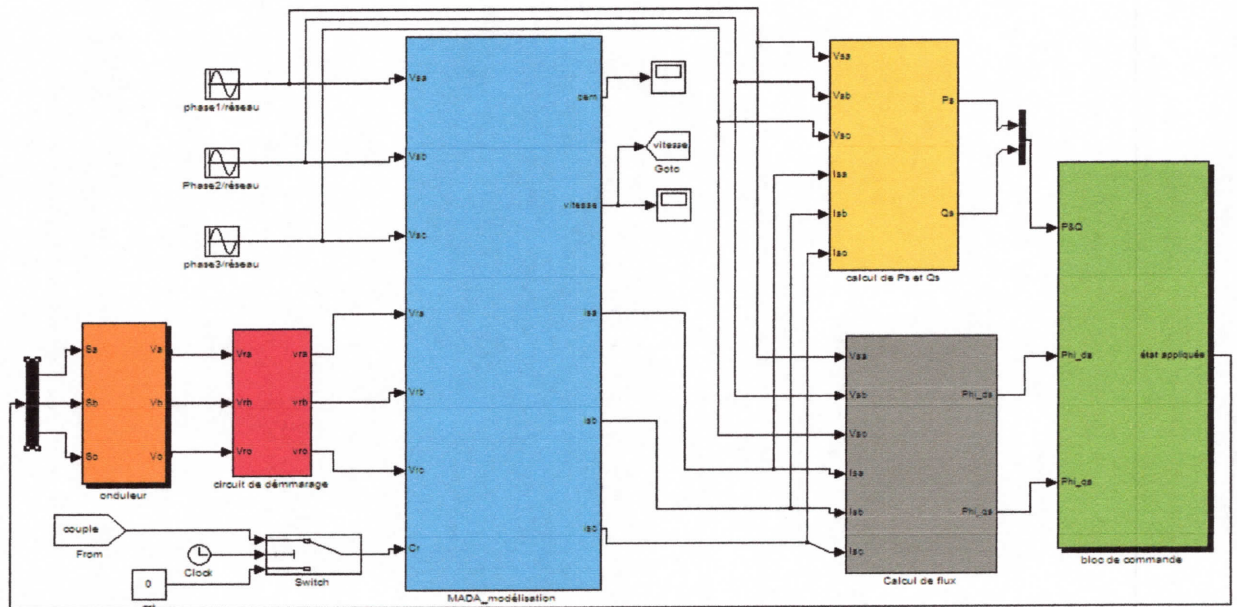 phase1/réseau
Phase2/réseau
phase3/réseau
Vsa
Vsb
Vsc
Vra
Vrb
Vrc
Cr
cem
vitesse
isa
isb
isc
MADA_modélisation
vitesse
Goto
Vsa
Vsb
Vsc
Isa
Isb
Isc
Ps
Qs
calcul de Ps et Qs
Vsa
Vsb
Vsc
Isa
Isb
Isc
Phi_ds
Phi_qs
Calcul de flux
P&Q
Phi_ds
Phi_qs
état appliquée
bloc de commande
Sa
Sb
Sc
Va
Vb
Vc
onduleur
Vra
Vrb
Vrc
vra
vrb
vrc
circuit de démmarage
couple
From
Clock
0
Switch